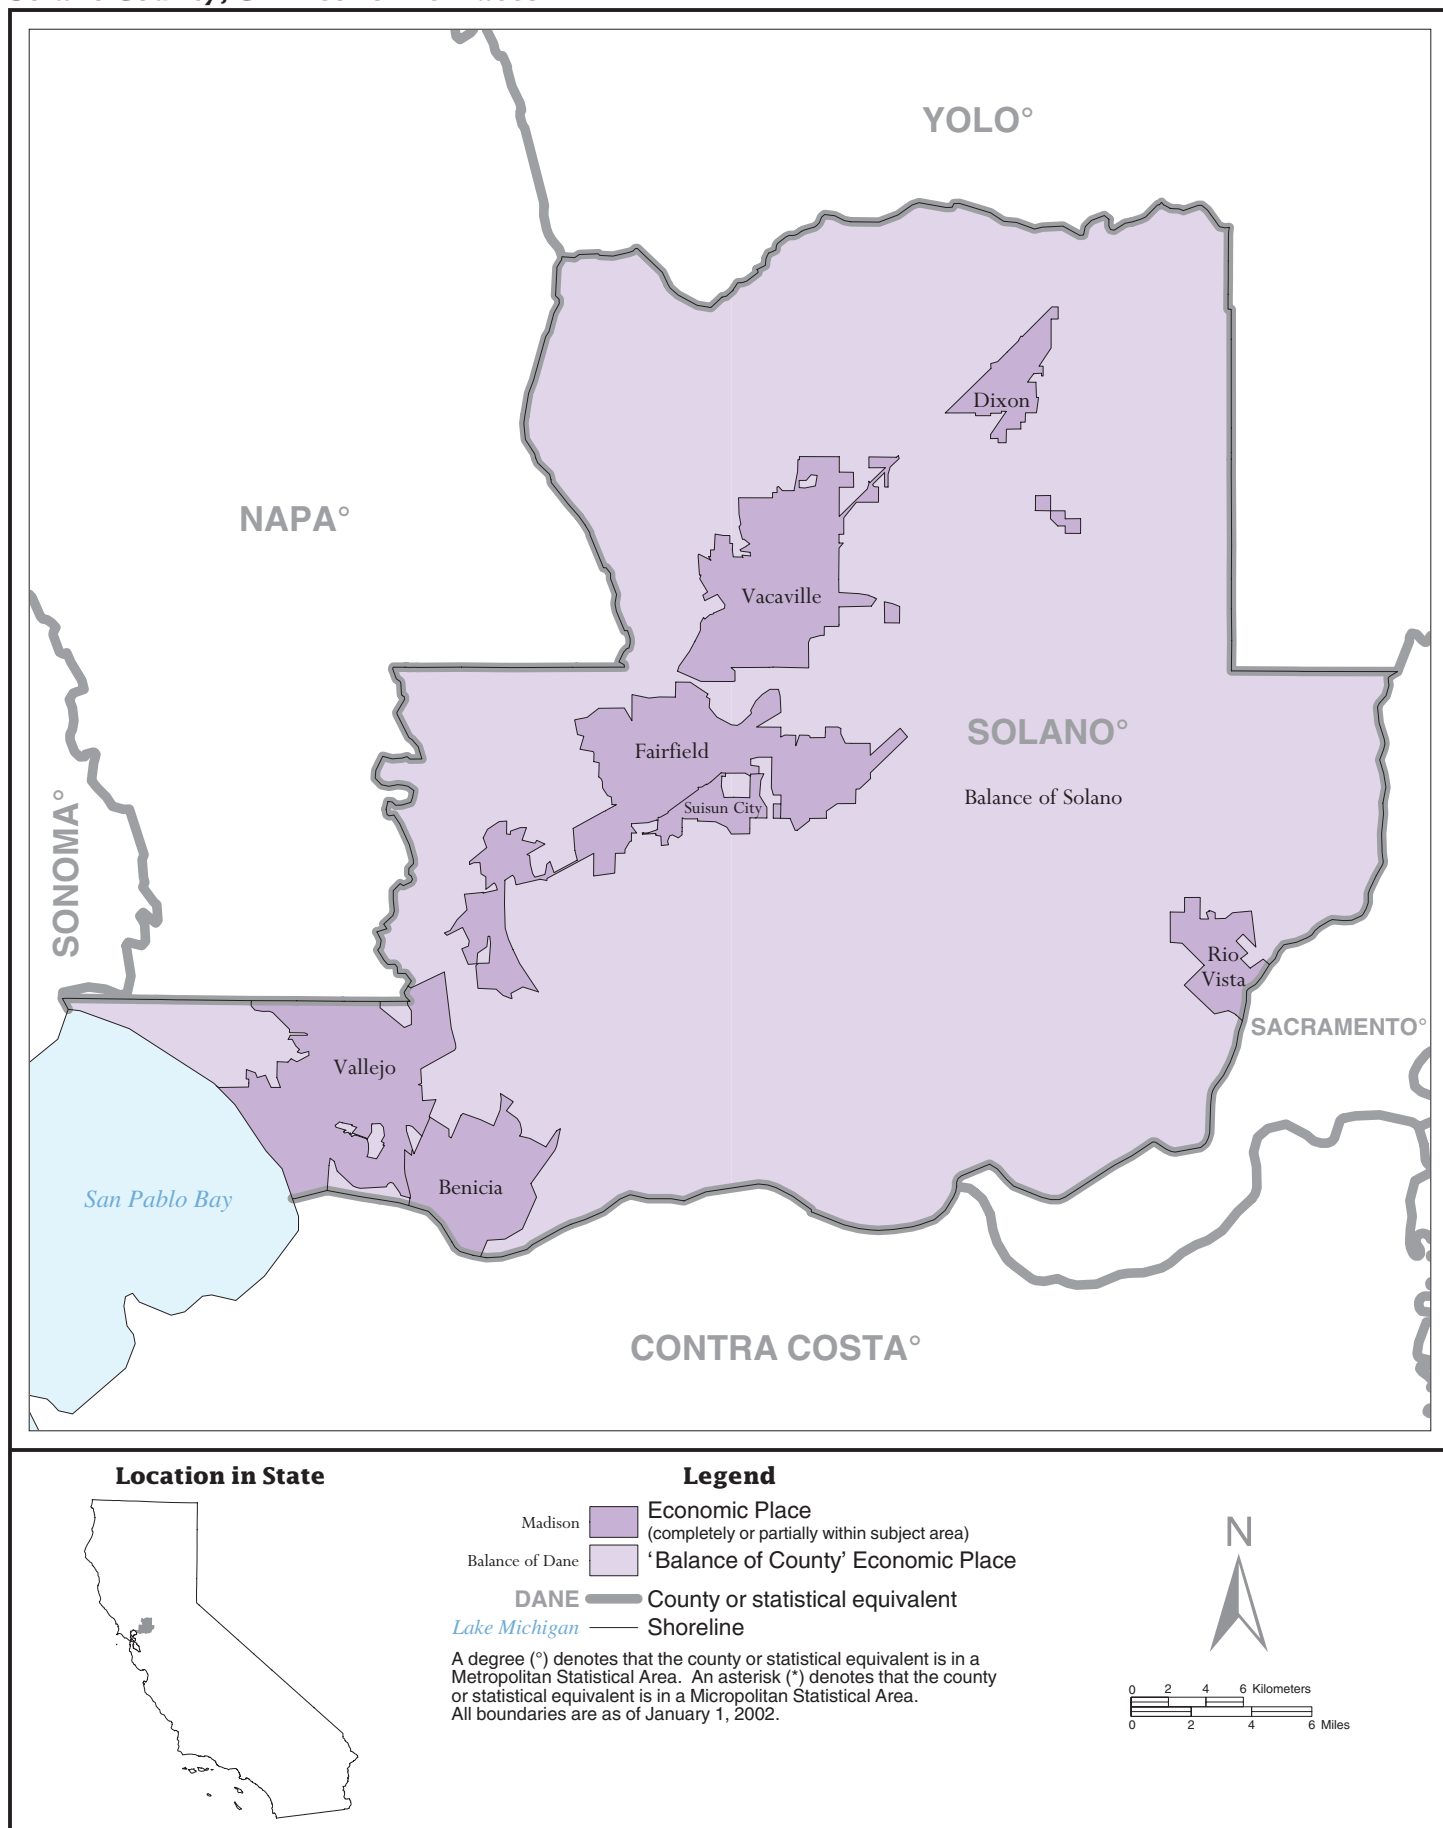 YOLO°
NAPA°
SONOMA°
Dixon
Vacaville
Fairfield
Suisun City
SOLANO°
Balance of Solano
Rio
Vista
SACRAMENTO°
Vallejo
Benicia
San Pablo Bay
CONTRA COSTA°
Location in State
Legend
Madison
Economic Place
(completely or partially within subject area)
Balance of Dane
‘Balance of County’ Economic Place
DANE
County or statistical equivalent
Lake Michigan
Shoreline
A degree (°) denotes that the county or statistical equivalent is in a
Metropolitan Statistical Area. An asterisk (*) denotes that the county
or statistical equivalent is in a Micropolitan Statistical Area.
All boundaries are as of January 1, 2002.
N
0 2 4 6 Kilometers
0 2 4 6 Miles